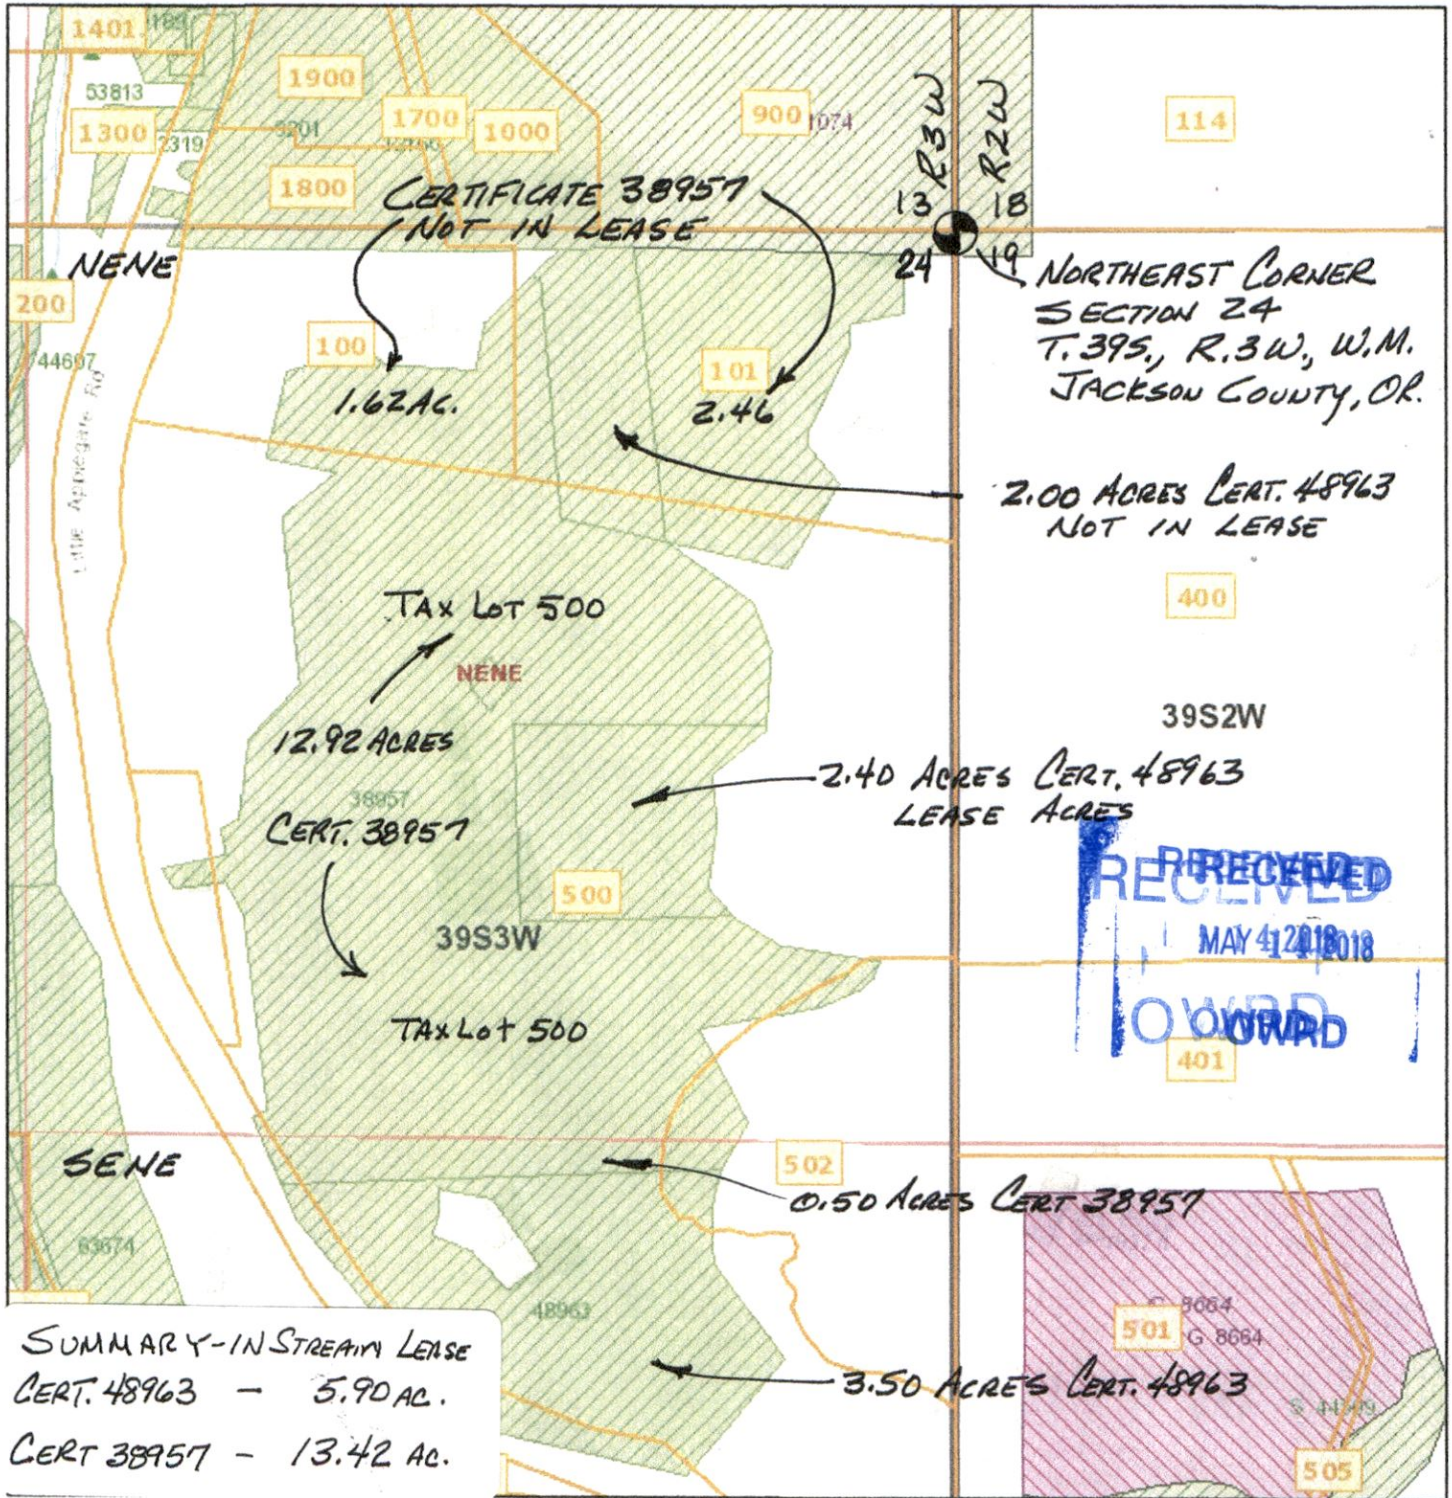 1401
1900
53813
1300
2319
1700
1000
900
1074
114
1800
R3W
R2W
CERTIFICATE 38957
NOT IN LEASE
13
18
24
19
NENE
NORTHEAST CORNER
SECTION 24
T.39S., R.3W., W.M.
JACKSON COUNTY, OR.
200
44607
100
101
1.62 AC.
2.46
Little Applegate Rd
2.00 ACRES CERT. 48963
NOT IN LEASE
400
TAX LOT 500
NENE
39S2W
12.92 ACRES
2.40 ACRES CERT. 48963
LEASE ACRES
38957
CERT. 38957
500
39S3W
RECEIVED
RECEIVED
MAY 2018
OWRD
OWRD
TAX LOT 500
401
SENE
502
0.50 ACRES CERT 38957
63674
48963
8664
501
G 8664
3.50 ACRES CERT. 48963
505
SUMMARY-INSTREAM LEASE
CERT. 48963 - 5.90 AC.
CERT 38957 - 13.42 AC.